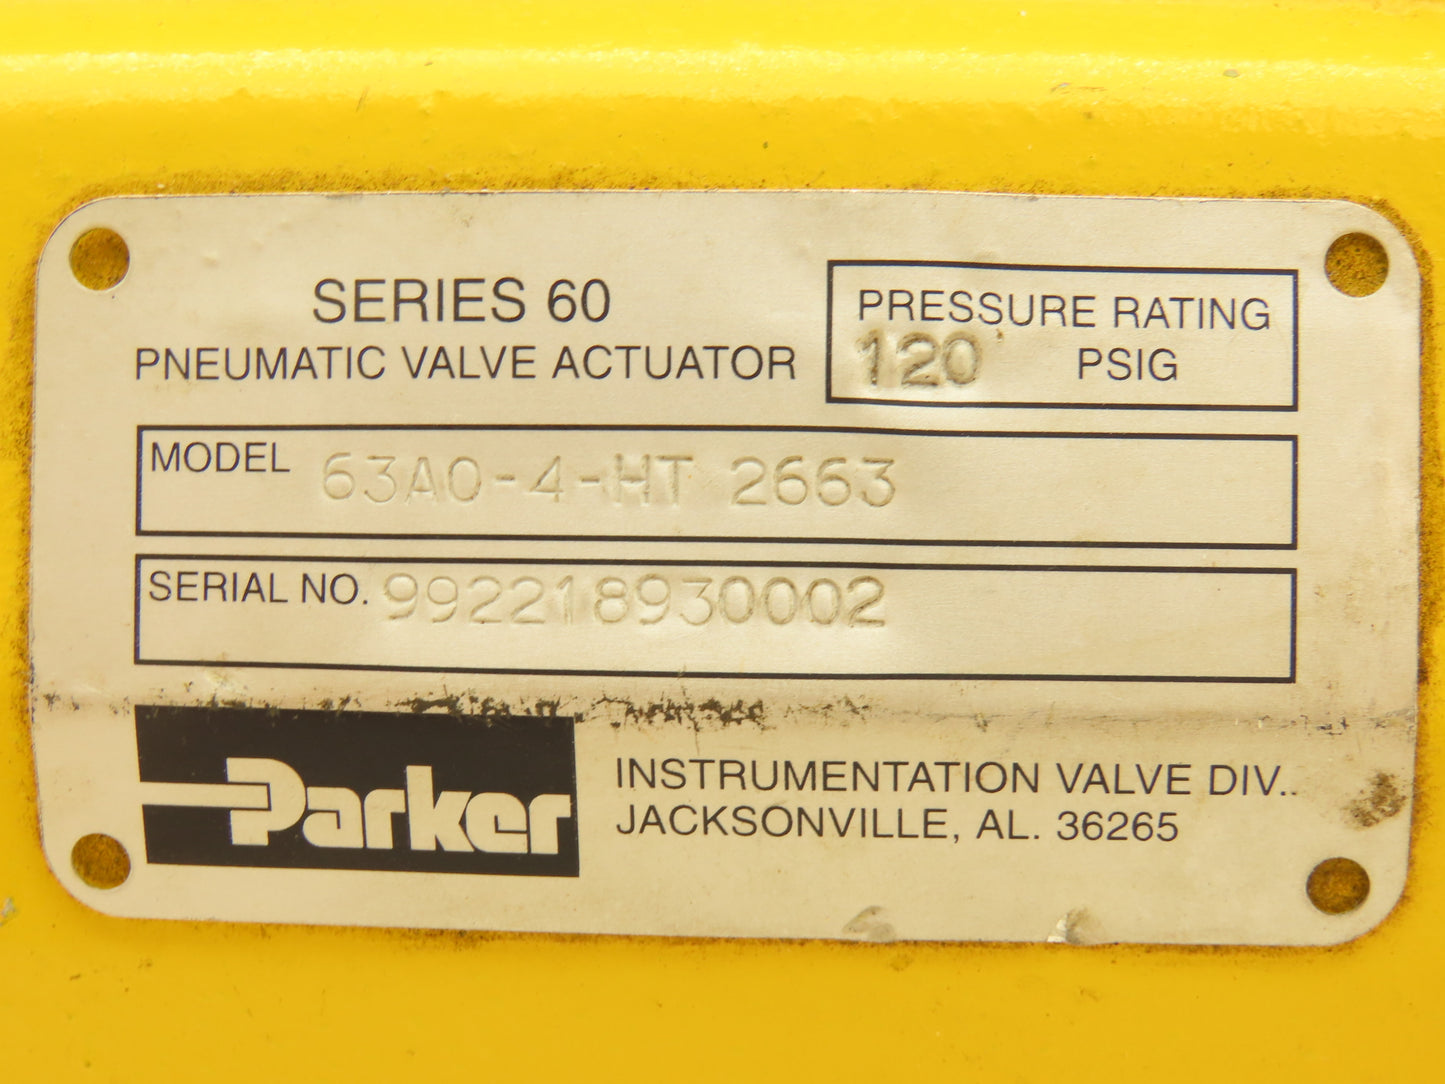 SERIES 60
PNEUMATIC VALVE ACTUATOR
PRESSURE RATING
120 PSIG
MODEL 63A0-4-HT 2663
SERIAL NO. 992218930002
Parker
INSTRUMENTATION VALVE DIV..
JACKSONVILLE, AL. 36265